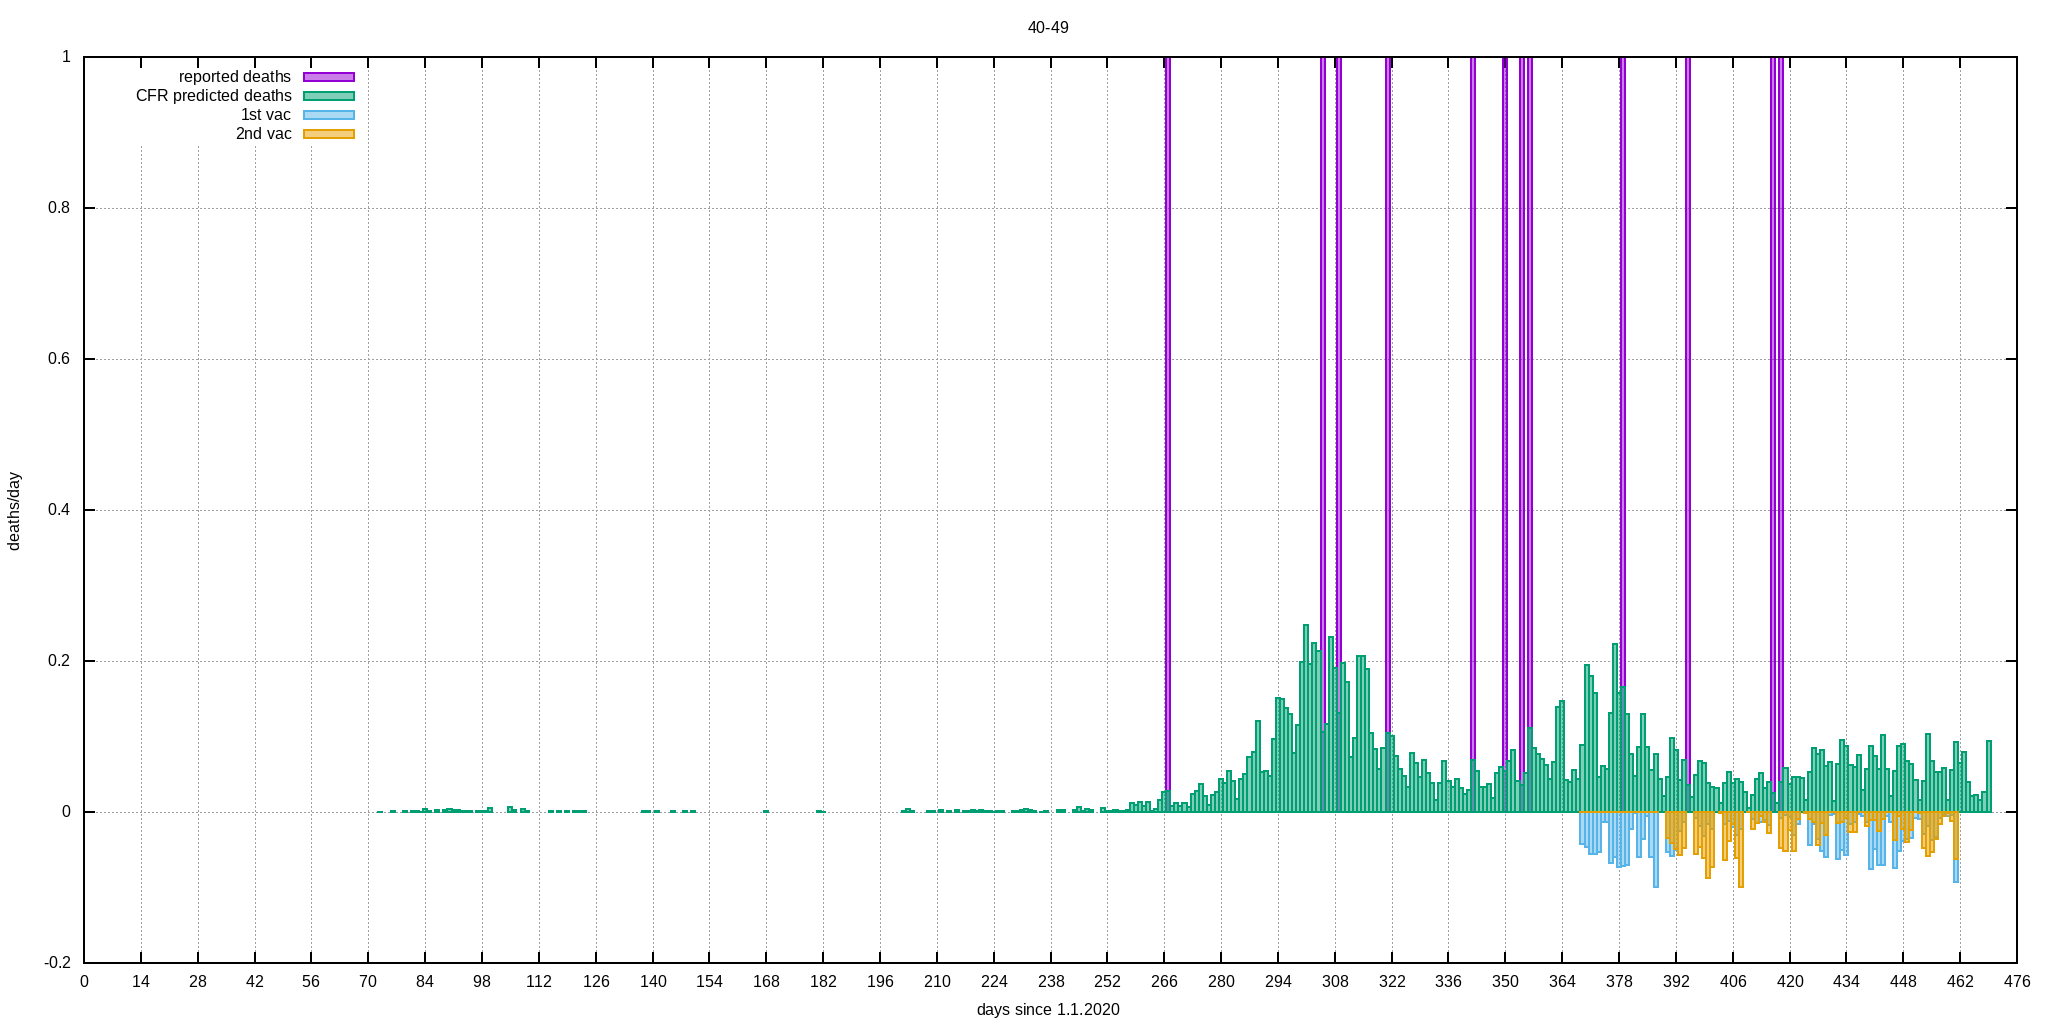 40-49
1
reported deaths
CFR predicted deaths
1st vac
2nd vac
0.8
0.6
0.4
deaths/day
0.2
0
-0.2
0 14 28 42 56 70 84 98 112 126 140 154 168 182 196 210 224 238 252 266 280 294 308 322 336 350 364 378 392 406 420 434 448 462 476
days since 1.1.2020